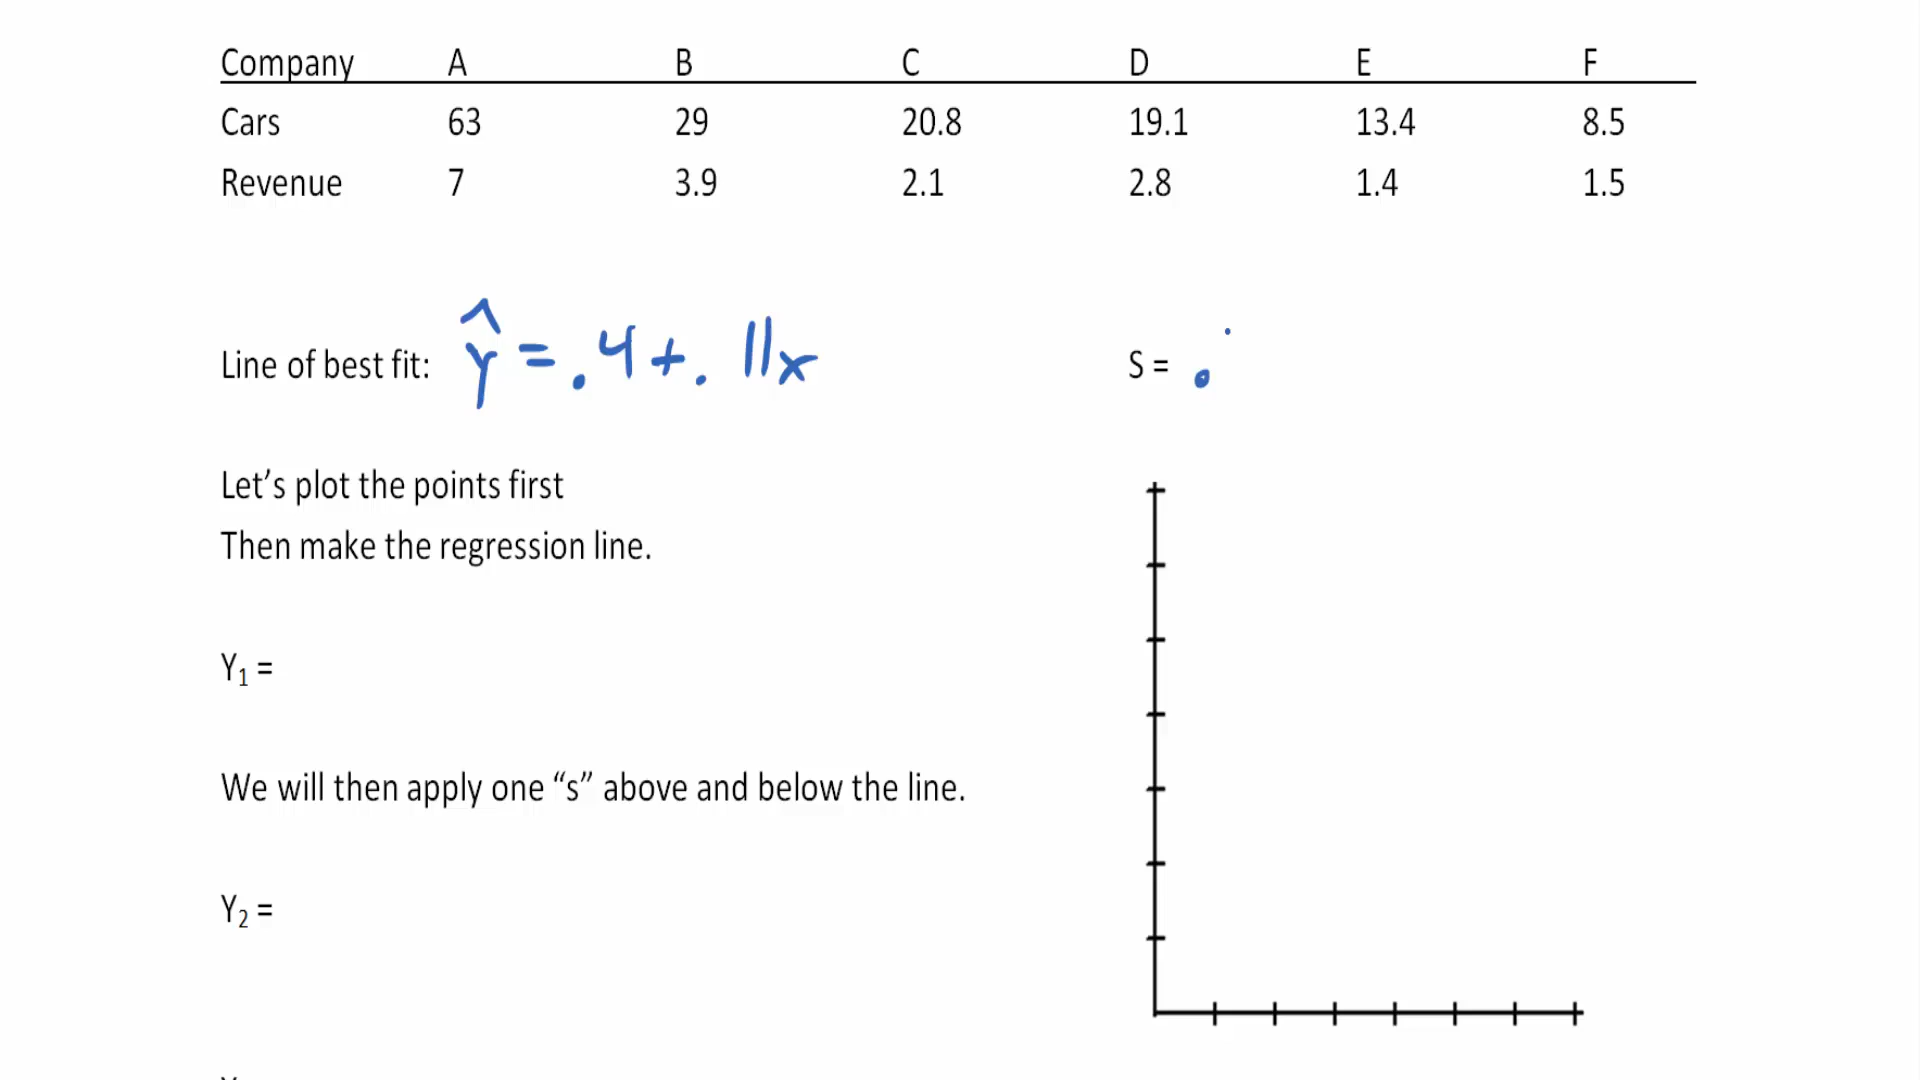 Company A B C D E F
Cars 63 29 20.8 19.1 13.4 8.5
Revenue 7 3.9 2.1 2.8 1.4 1.5
Line of best fit: ŷ = .4 + .11x S = .
Let’s plot the points first
Then make the regression line.
Y₁ =
We will then apply one “s” above and below the line.
Y₂ =